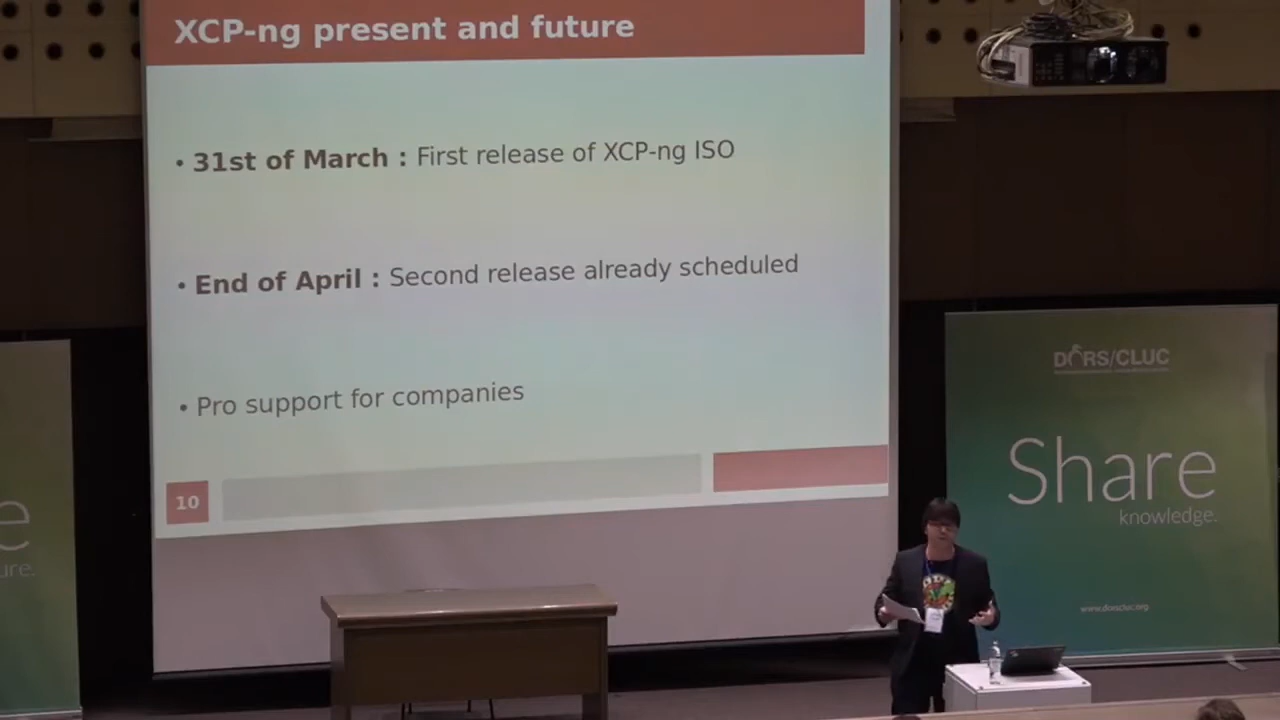 XCP-ng present and future
• 31st of March : First release of XCP-ng ISO
• End of April : Second release already scheduled
• Pro support for companies
10
DORS/CLUC
Share
knowledge.
www.dorscluc.org
e
ure.